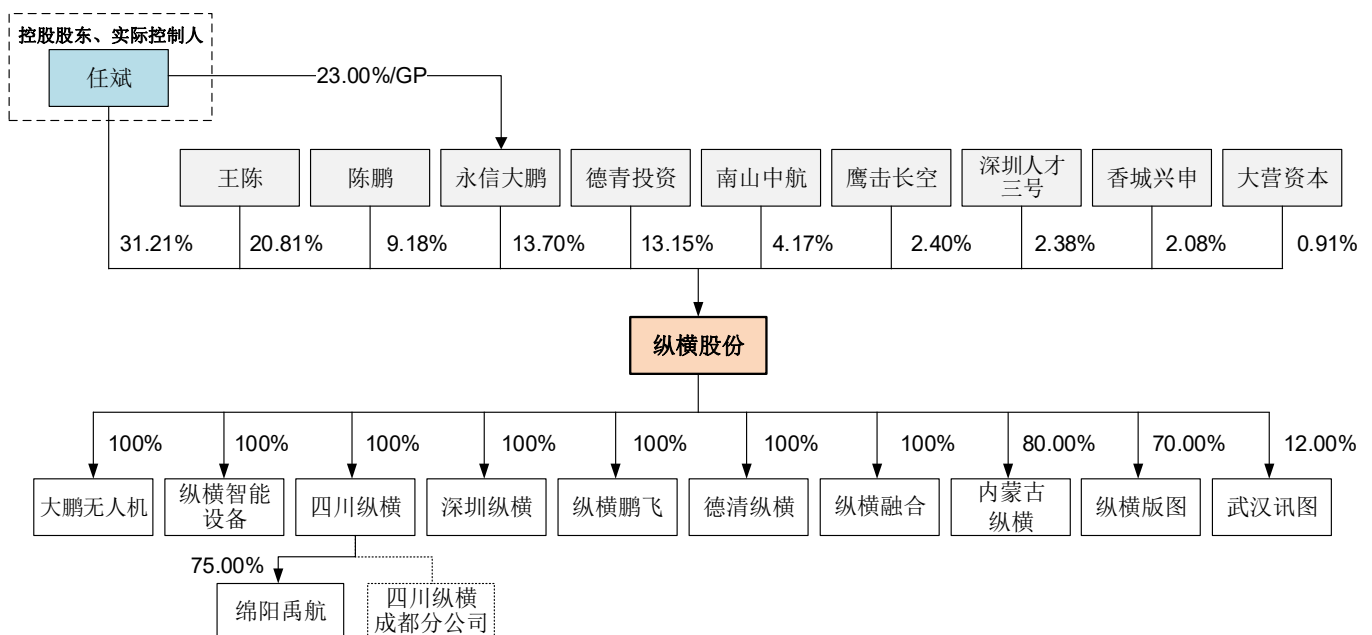 控股股东、实际控制人
任斌
23.00%/GP
王陈
陈鹏
永信大鹏
德青投资
南山中航
鹰击长空
深圳人才
三号
香城兴申
大营资本
31.21%
20.81%
9.18%
13.70%
13.15%
4.17%
2.40%
2.38%
2.08%
0.91%
纵横股份
100%
100%
100%
100%
100%
100%
100%
80.00%
70.00%
12.00%
大鹏无人机
纵横智能
设备
四川纵横
深圳纵横
纵横鹏飞
德清纵横
纵横融合
内蒙古
纵横
纵横版图
武汉讯图
75.00%
绵阳禹航
四川纵横
成都分公司